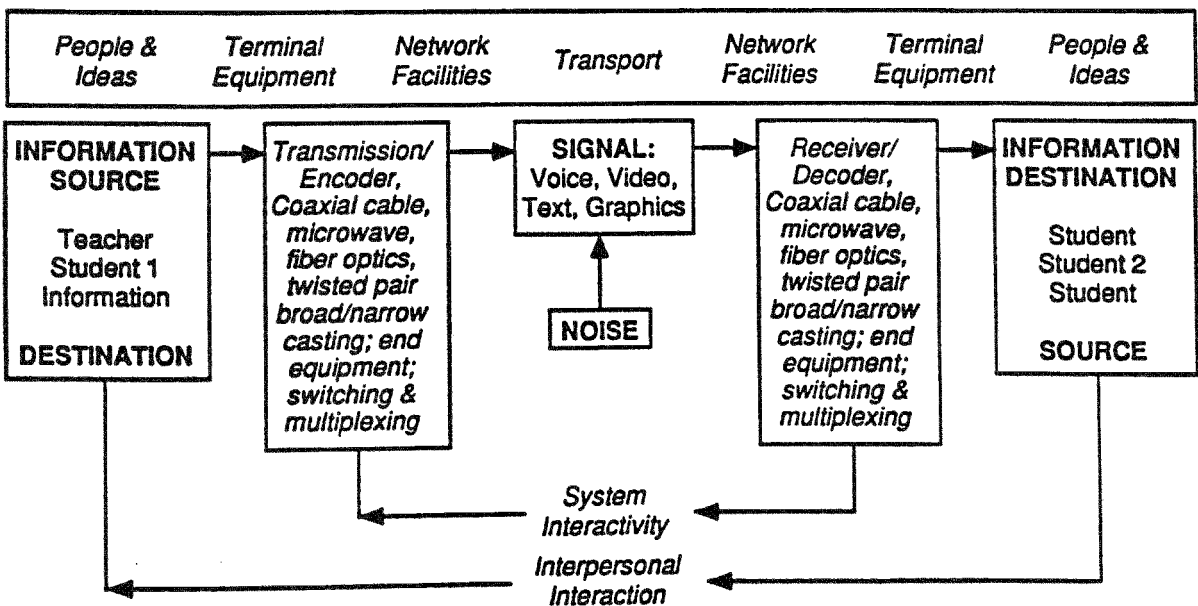 People & Ideas
Terminal Equipment
Network Facilities
Transport
Network Facilities
Terminal Equipment
People & Ideas
INFORMATION
SOURCE
Teacher
Student 1
Information
DESTINATION
Transmission/
Encoder,
Coaxial cable,
microwave,
fiber optics,
twisted pair
broad/narrow
casting; end
equipment;
switching &
multiplexing
SIGNAL:
Voice, Video,
Text, Graphics
NOISE
Receiver/
Decoder,
Coaxial cable,
microwave,
fiber optics,
twisted pair
broad/narrow
casting; end
equipment;
switching &
multiplexing
INFORMATION
DESTINATION
Student
Student 2
Student
SOURCE
System
Interactivity
Interpersonal
Interaction